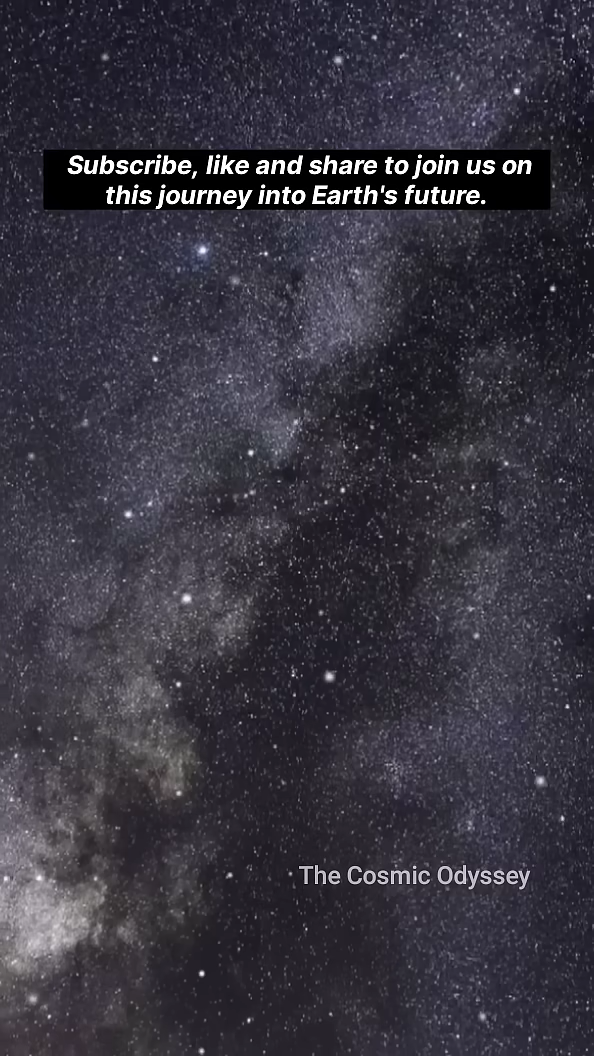 Subscribe, like and share to join us on
this journey into Earth's future.
The Cosmic Odyssey